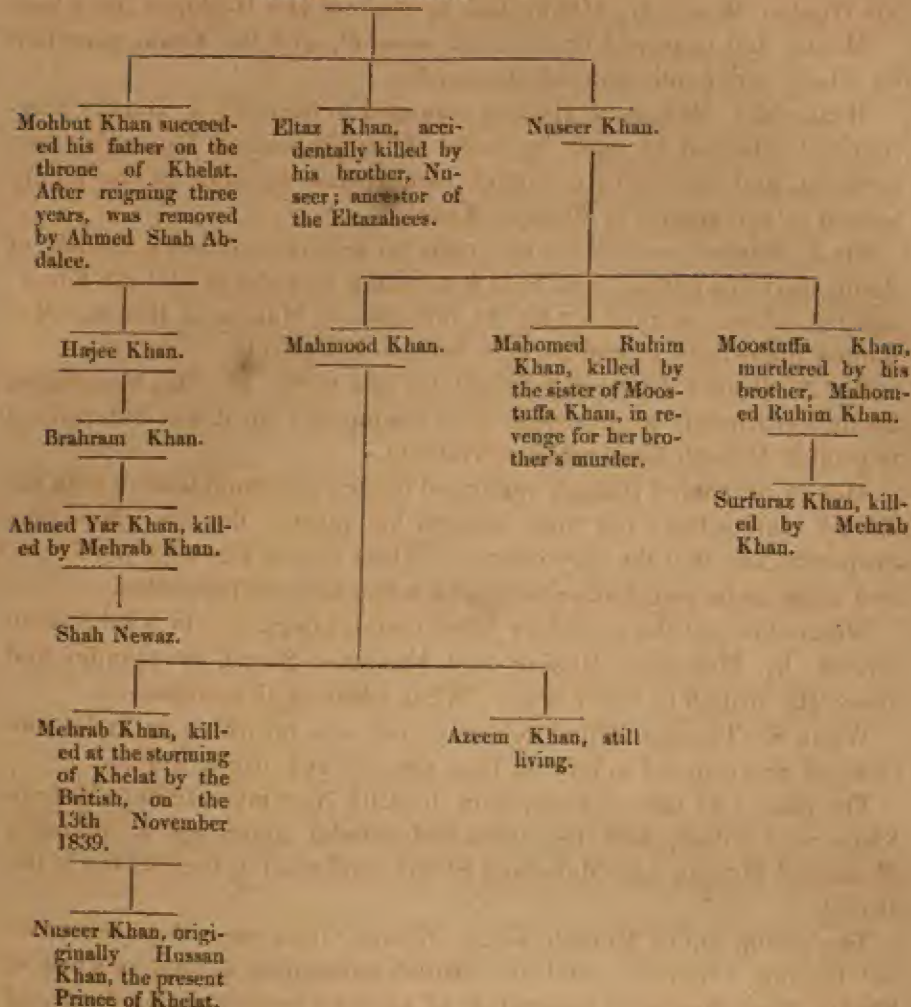 Mohbut Khan succeed-
ed his father on the
throne of Khelat.
After reigning three
years, was removed
by Ahmed Shah Ab-
dalee.
Eltaz Khan, acci-
dentally killed by
his brother, Nu-
seer; ancestor of
the Eltazahees.
Nuseer Khan.
Hajee Khan.
Brahram Khan.
Ahmed Yar Khan, kill-
ed by Mehrab Khan.
Shah Newaz.
Mahmood Khan.
Mahomed Ruhim
Khan, killed by
the sister of Moos-
tuffa Khan, in re-
venge for her bro-
ther's murder.
Moostuffa Khan,
murdered by his
brother, Mahom-
ed Ruhim Khan.
Surfuraz Khan, kill-
ed by Mehrab
Khan.
Mehrab Khan, kill-
ed at the storming
of Khelat by the
British, on the
13th November
1839.
Azeem Khan, still
living.
Nuseer Khan, origi-
ginally Hussan
Khan, the present
Prince of Khelat.